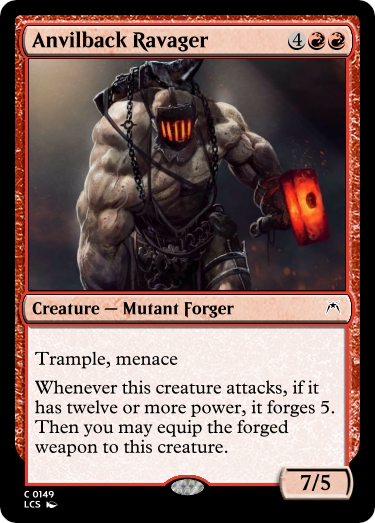 Anvilback Ravager 4
Creature — Mutant Forger
Trample, menace
Whenever this creature attacks, if it
has twelve or more power, it forges 5.
Then you may equip the forged
weapon to this creature.
7/5
C 0149
LCS